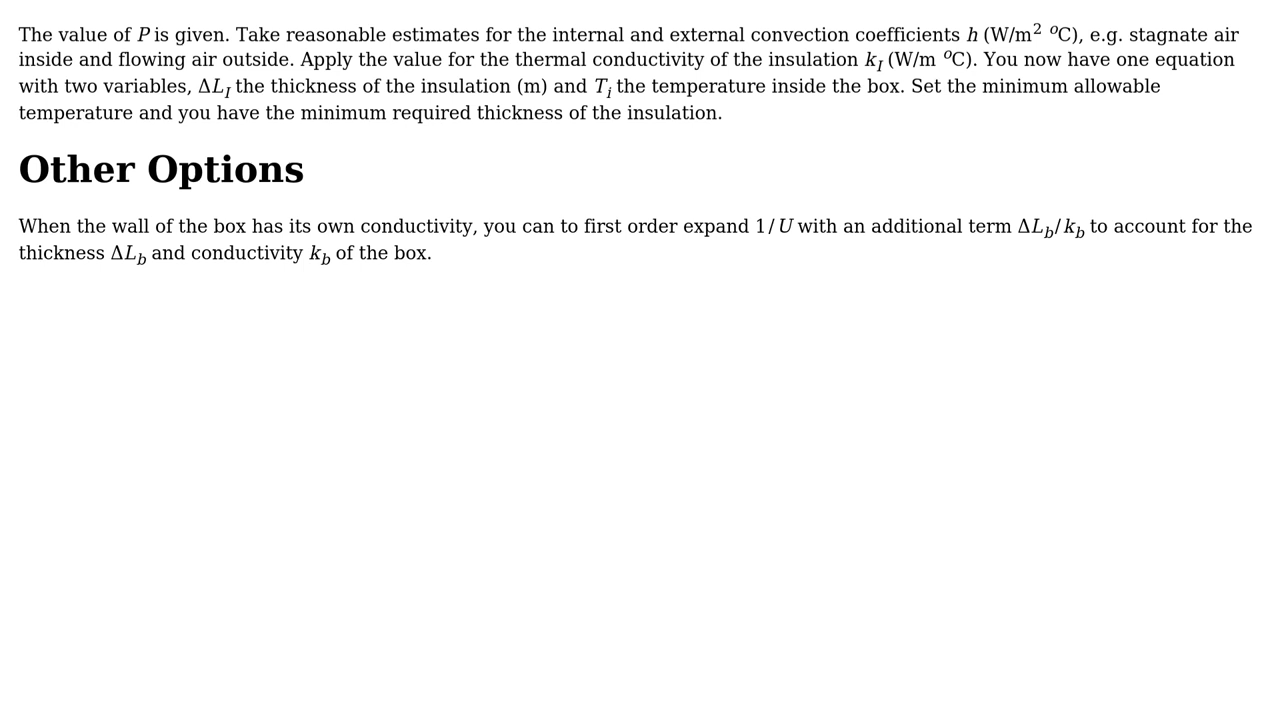 The value of P is given. Take reasonable estimates for the internal and external convection coefficients h (W/m² ᵒC), e.g. stagnate air
inside and flowing air outside. Apply the value for the thermal conductivity of the insulation k_I (W/m ᵒC). You now have one equation
with two variables, ΔL_I the thickness of the insulation (m) and T_i the temperature inside the box. Set the minimum allowable
temperature and you have the minimum required thickness of the insulation.
Other Options
When the wall of the box has its own conductivity, you can to first order expand 1/U with an additional term ΔL_b/k_b to account for the
thickness ΔL_b and conductivity k_b of the box.